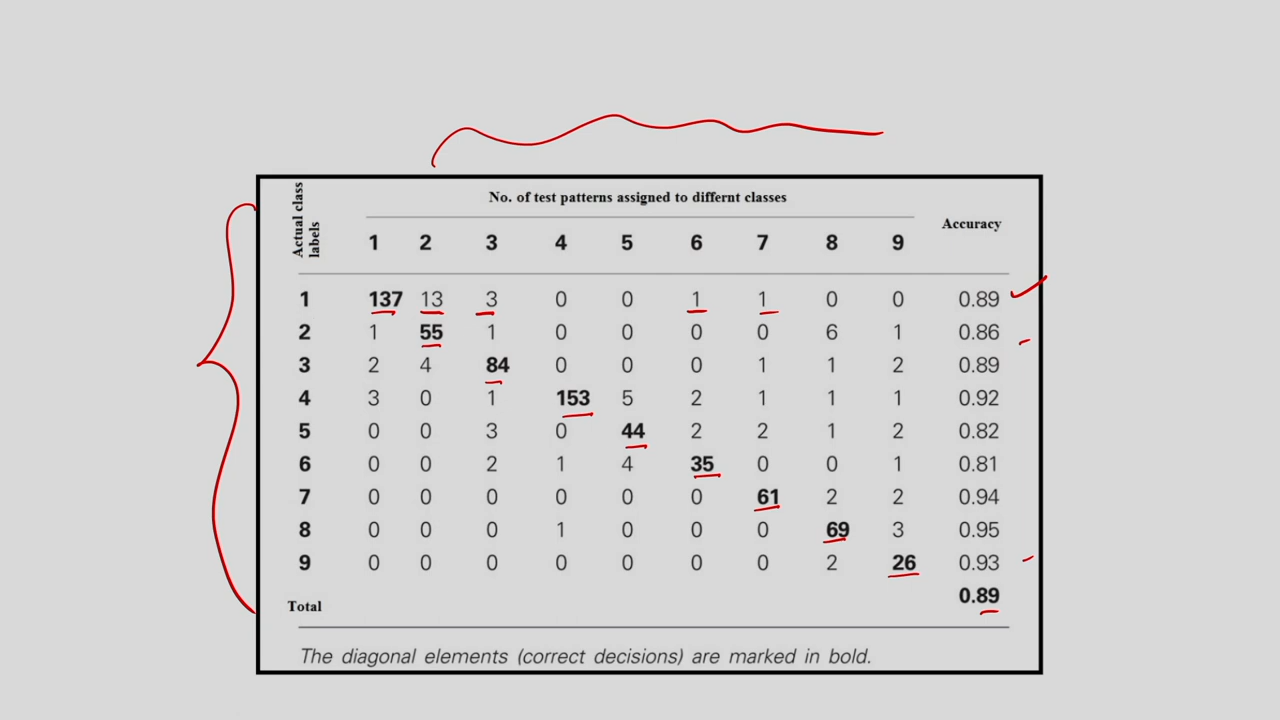 Actual class labels
No. of test patterns assigned to differnt classes
Accuracy
1 2 3 4 5 6 7 8 9
1 137 13 3 0 0 1 1 0 0 0.89
2 1 55 1 0 0 0 0 6 1 0.86
3 2 4 84 0 0 0 1 1 2 0.89
4 3 0 1 153 5 2 1 1 1 0.92
5 0 0 3 0 44 2 2 1 2 0.82
6 0 0 2 1 4 35 0 0 1 0.81
7 0 0 0 0 0 0 61 2 2 0.94
8 0 0 0 1 0 0 0 69 3 0.95
9 0 0 0 0 0 0 0 2 26 0.93
Total 0.89
The diagonal elements (correct decisions) are marked in bold.